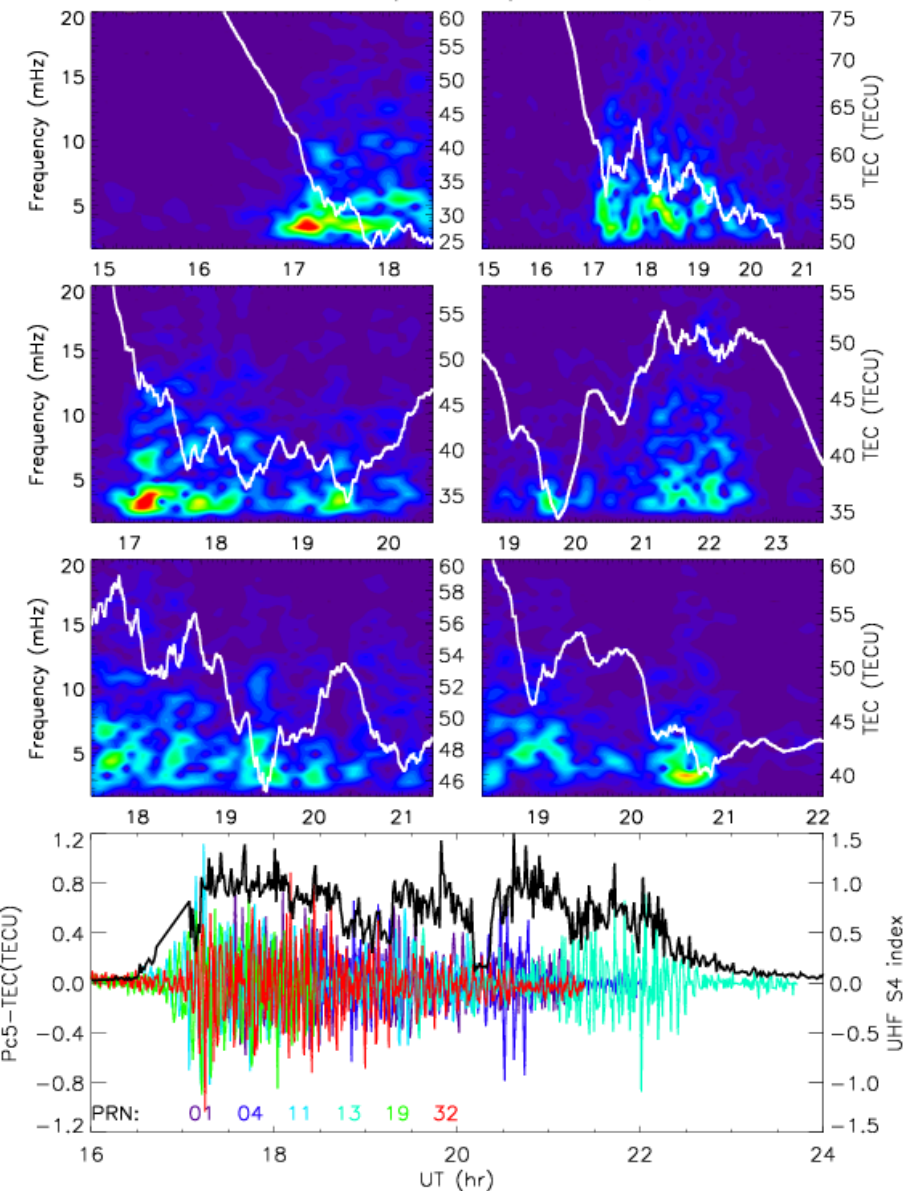 20 15 10 5 Frequency (mHz) 60 55 50 45 40 35 30 25
15 16 17 18
75 70 65 60 55 50 TEC (TECU)
15 16 17 18 19 20 21
20 15 10 5 Frequency (mHz) 55 50 45 40 35
17 18 19 20
55 50 45 40 35 TEC (TECU)
19 20 21 22 23
20 15 10 5 Frequency (mHz) 60 58 56 54 52 50 48 46
18 19 20 21
60 55 50 45 40 TEC (TECU)
19 20 21 22
1.2 0.8 0.4 0.0 −0.4 −0.8 −1.2 Pc5−TEC(TECU)
1.5 1.0 0.5 0.0 −0.5 −1.0 −1.5 UHF S4 index
PRN: 01 04 11 13 19 32
16 18 20 22 24
UT (hr)